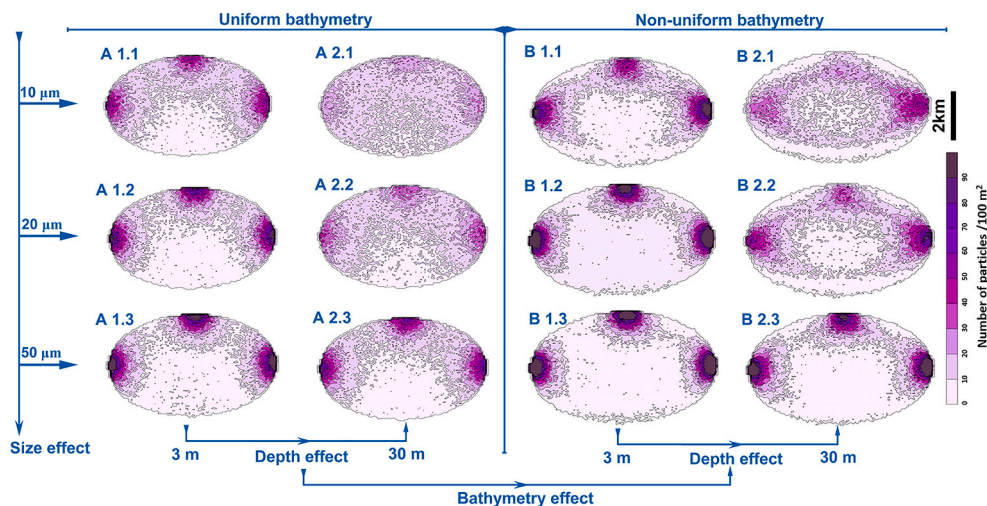 Uniform bathymetry
Non-uniform bathymetry
A 1.1
A 2.1
B 1.1
B 2.1
10 µm
2km
A 1.2
A 2.2
B 1.2
B 2.2
20 µm
A 1.3
A 2.3
B 1.3
B 2.3
50 µm
0 10 20 30 40 50 60 70 80 90
Number of particles /100 m²
Size effect
3 m
Depth effect
30 m
3 m
Depth effect
30 m
Bathymetry effect